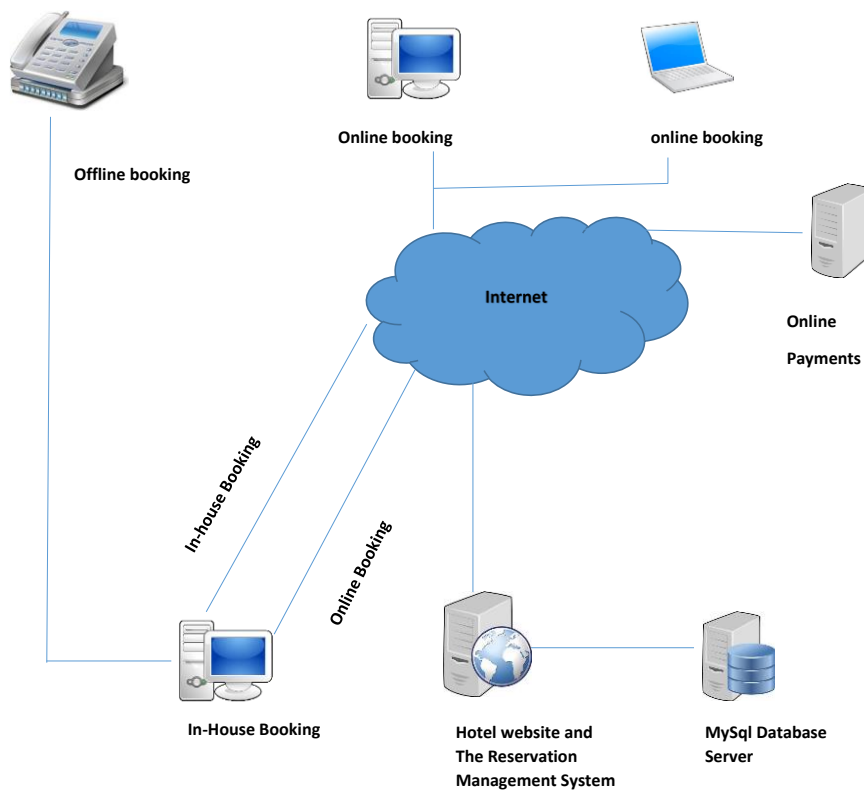 Online booking
online booking
Offline booking
Internet
Online
Payments
In-house Booking
Online Booking
In-House Booking
Hotel website and
The Reservation
Management System
MySql Database
Server